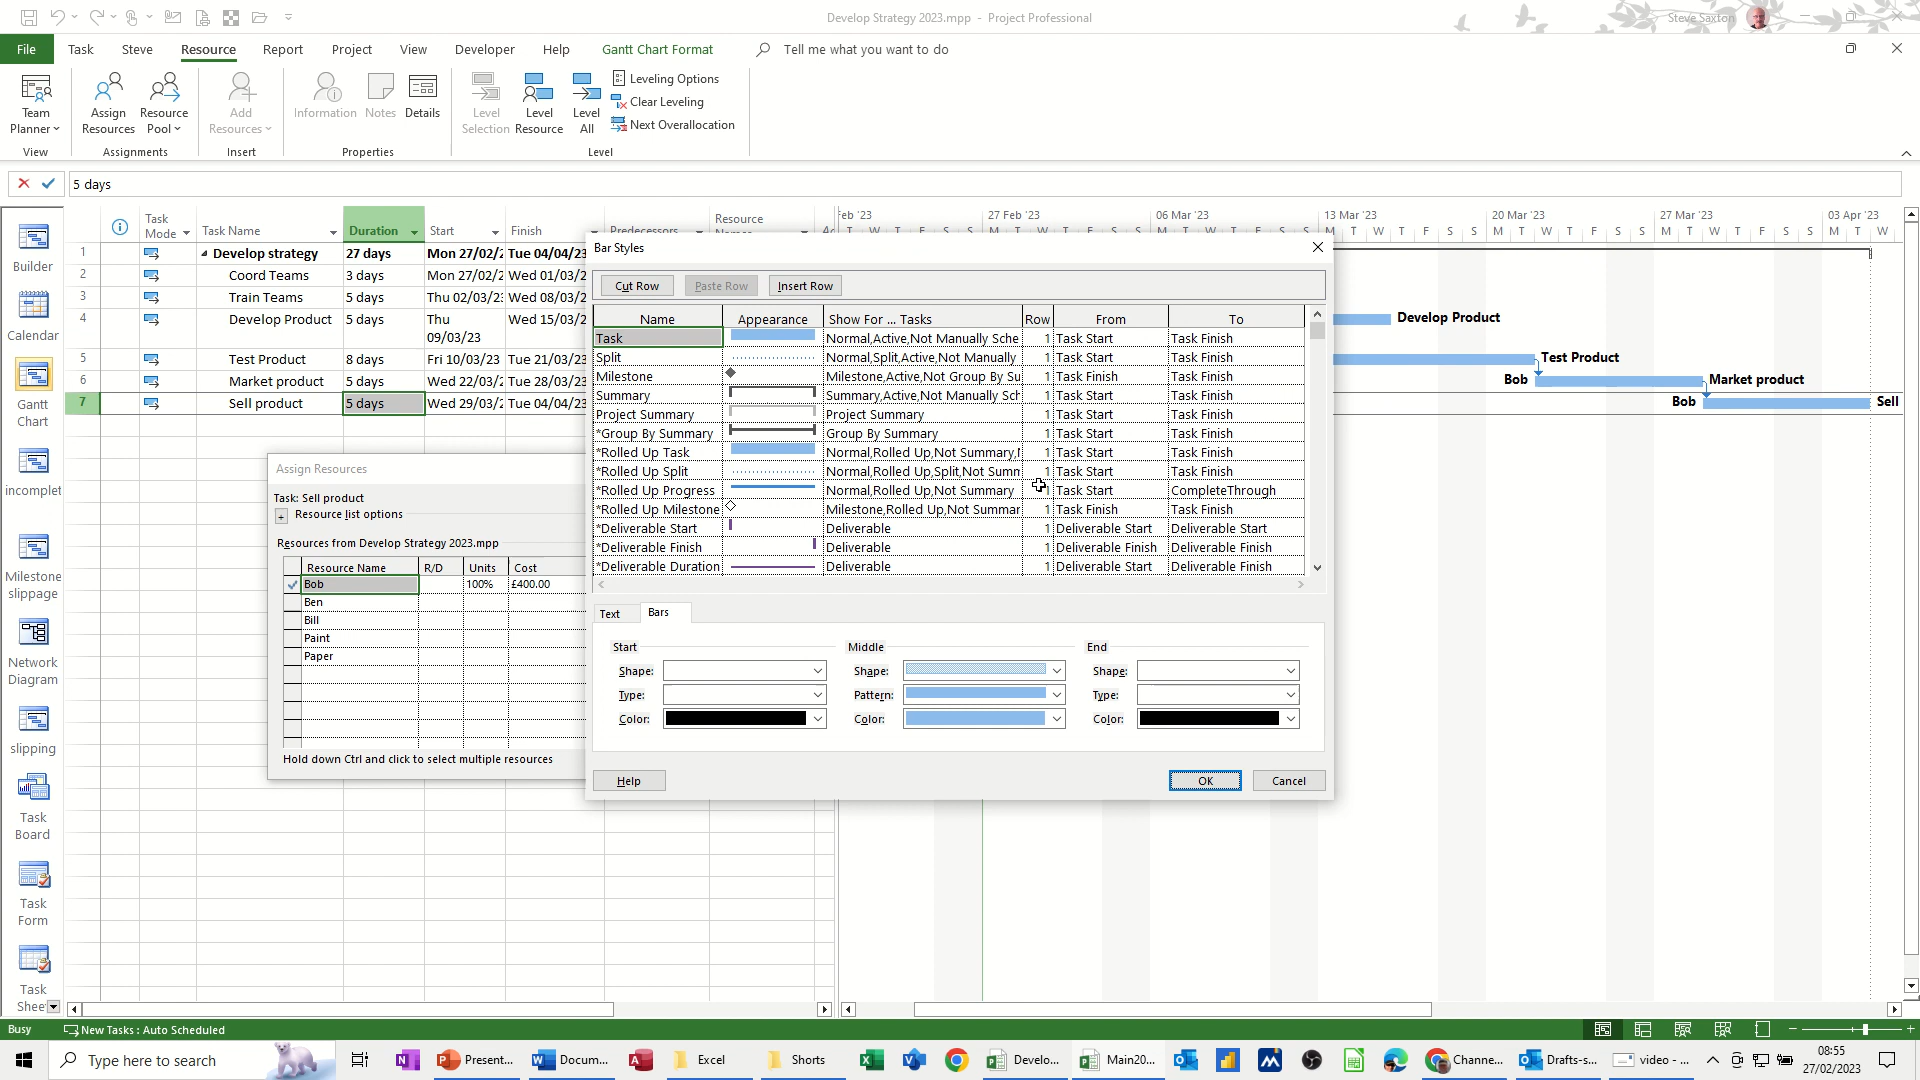 Develop Strategy 2023.mpp - Project Professional
Steve Saxton
File Task Steve Resource Report Project View Developer Help Gantt Chart Format Tell me what you want to do
Team Planner
Assign Resources
Resource Pool
Add Resources
Information
Notes
Details
Level Selection
Level Resource
Level All
Leveling Options
Clear Leveling
Next Overallocation
View Assignments Insert Properties Level
5 days
Builder
Calendar
Gantt Chart
incomplet
Milestone slippage
Network Diagram
slipping
Task Board
Task Form
Task Shee
Task Mode Task Name Duration Start Finish Predecessors Resource
1 Develop strategy 27 days Mon 27/02/2 Tue 04/04/23
2 Coord Teams 3 days Mon 27/02/2 Wed 01/03/2
3 Train Teams 5 days Thu 02/03/2 Wed 08/03/2
4 Develop Product 5 days Thu 09/03/23 Wed 15/03/2
5 Test Product 8 days Fri 10/03/23 Tue 21/03/23
6 Market product 5 days Wed 22/03/2 Tue 28/03/23
7 Sell product 5 days Wed 29/03/2 Tue 04/04/23
Feb '23 27 Feb '23 06 Mar '23 13 Mar '23 20 Mar '23 27 Mar '23 03 Apr '23
T W T F S S M T W T F S S M T W T F S S M T W T F S S M T W T F S S M T W T F S S M T W
Develop Product
Test Product
Bob Market product
Bob Sell
Assign Resources
Task: Sell product
+ Resource list options
Resources from Develop Strategy 2023.mpp
Resource Name R/D Units Cost
Bob 100% £400.00
Ben
Bill
Paint
Paper
Hold down Ctrl and click to select multiple resources
Bar Styles
Cut Row Paste Row Insert Row
Name Appearance Show For ... Tasks Row From To
Task Normal,Active,Not Manually Sche 1 Task Start Task Finish
Split Normal,Split,Active,Not Manually 1 Task Start Task Finish
Milestone Milestone,Active,Not Group By Su 1 Task Finish Task Finish
Summary Summary,Active,Not Manually Sch 1 Task Start Task Finish
Project Summary Project Summary 1 Task Start Task Finish
*Group By Summary Group By Summary 1 Task Start Task Finish
*Rolled Up Task Normal,Rolled Up,Not Summary, 1 Task Start Task Finish
*Rolled Up Split Normal,Rolled Up,Split,Not Summ 1 Task Start Task Finish
*Rolled Up Progress Normal,Rolled Up,Not Summary 1 Task Start CompleteThrough
*Rolled Up Milestone Milestone,Rolled Up,Not Summar 1 Task Finish Task Finish
*Deliverable Start Deliverable 1 Deliverable Start Deliverable Start
*Deliverable Finish Deliverable 1 Deliverable Finish Deliverable Finish
*Deliverable Duration Deliverable 1 Deliverable Start Deliverable Finish
Text Bars
Start Middle End
Shape: Shape: Shape:
Type: Pattern: Type:
Color: Color: Color:
Help OK Cancel
Busy New Tasks : Auto Scheduled
Type here to search
Present... Docum... Excel Shorts Develo... Main20... Channe... Drafts-s... video - ...
08:55
27/02/2023